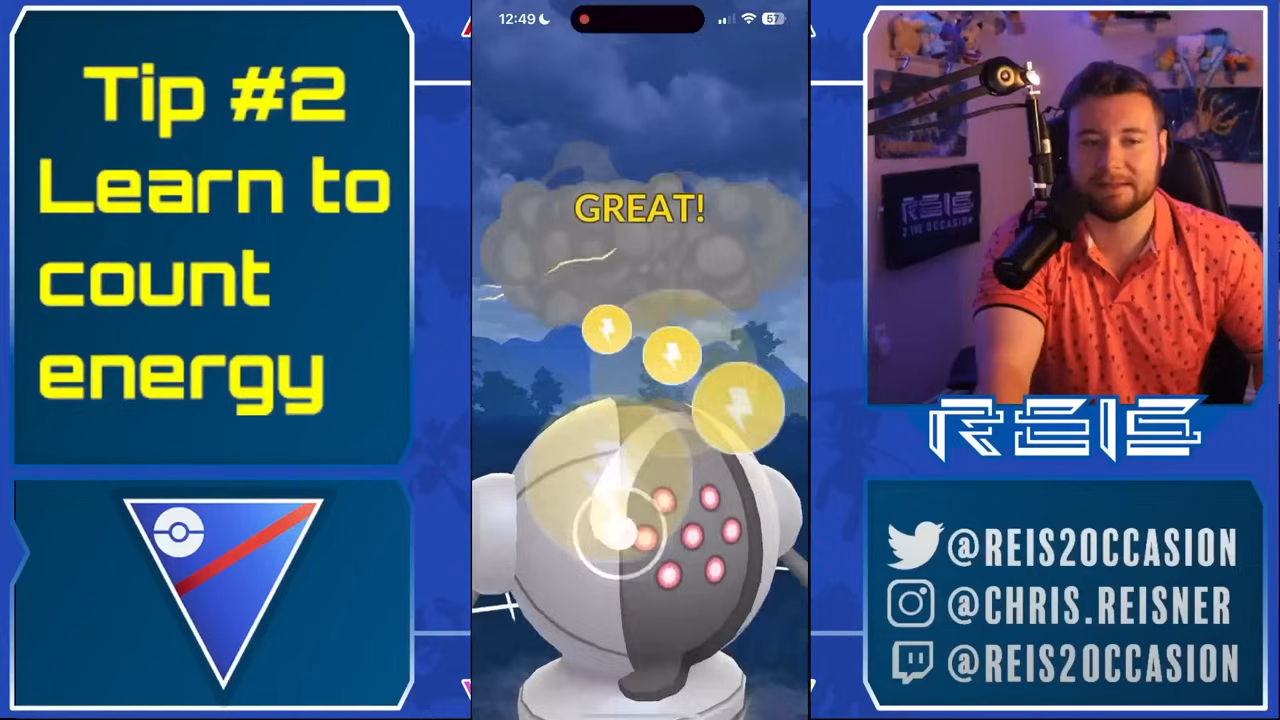 Tip #2
Learn to
count
energy
12:49
57
GREAT!
REIS
2 THE OCCASION
REIS
@REIS2OCCASION
@CHRIS.REISNER
@REIS2OCCASION